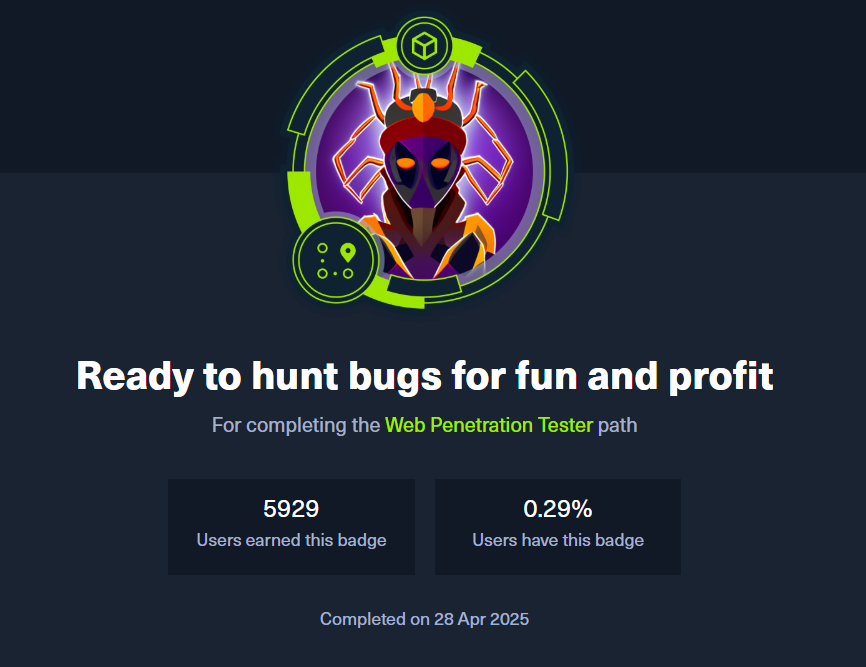 Ready to hunt bugs for fun and profit
For completing the Web Penetration Tester path
5929
Users earned this badge
0.29%
Users have this badge
Completed on 28 Apr 2025